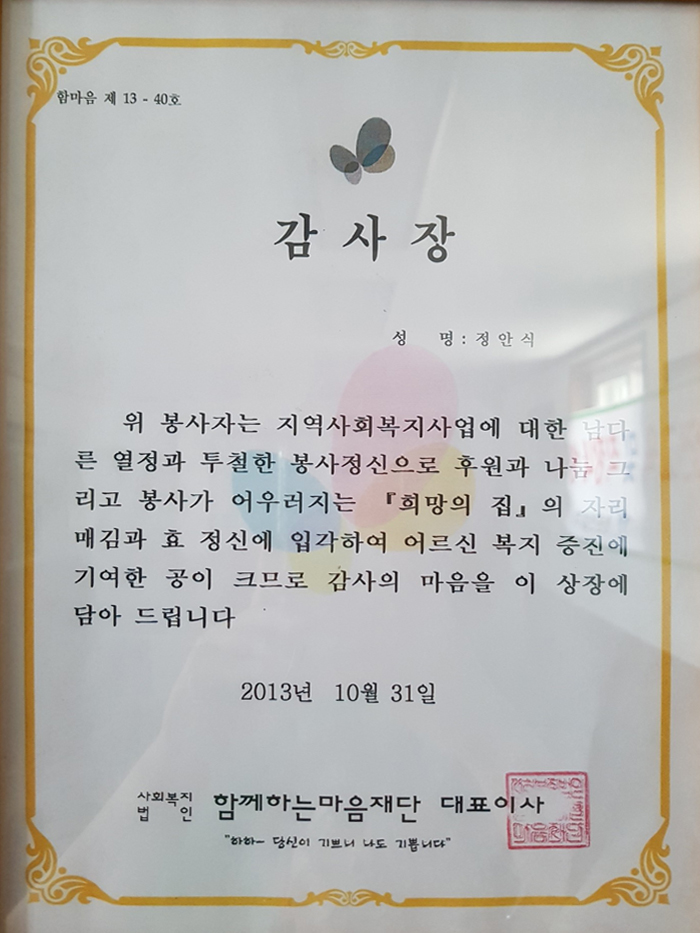 함마음 제 13 - 40호
감 사 장
성 명 : 정 안 식
위 봉사자는 지역사회복지사업에 대한 남다
른 열정과 투철한 봉사정신으로 후원과 나눔 그
리고 봉사가 어우러지는 『희망의 집』의 자리
매김과 효 정신에 입각하여 어르신 복지 증진에
기여한 공이 크므로 감사의 마음을 이 상장에
담아 드립니다
2013년 10월 31일
사회복지
법 인 함께하는마음재단 대표이사
"하하~ 당신이 기쁘니 나도 기쁩니다"